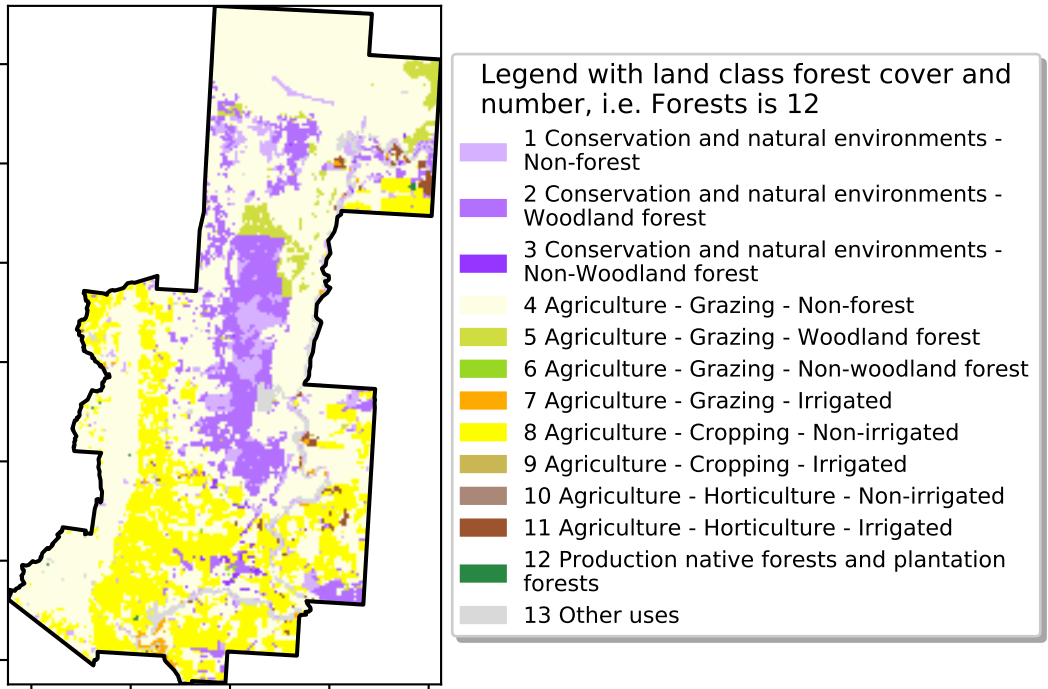 Legend with land class forest cover and
number, i.e. Forests is 12
1 Conservation and natural environments -
Non-forest
2 Conservation and natural environments -
Woodland forest
3 Conservation and natural environments -
Non-Woodland forest
4 Agriculture - Grazing - Non-forest
5 Agriculture - Grazing - Woodland forest
6 Agriculture - Grazing - Non-woodland forest
7 Agriculture - Grazing - Irrigated
8 Agriculture - Cropping - Non-irrigated
9 Agriculture - Cropping - Irrigated
10 Agriculture - Horticulture - Non-irrigated
11 Agriculture - Horticulture - Irrigated
12 Production native forests and plantation
forests
13 Other uses